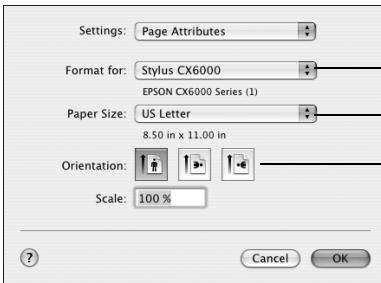 Settings: Page Attributes
Format for: Stylus CX6000
EPSON CX6000 Series (1)
Paper Size: US Letter
8.50 in x 11.00 in
Orientation:
Scale: 100 %
? Cancel OK